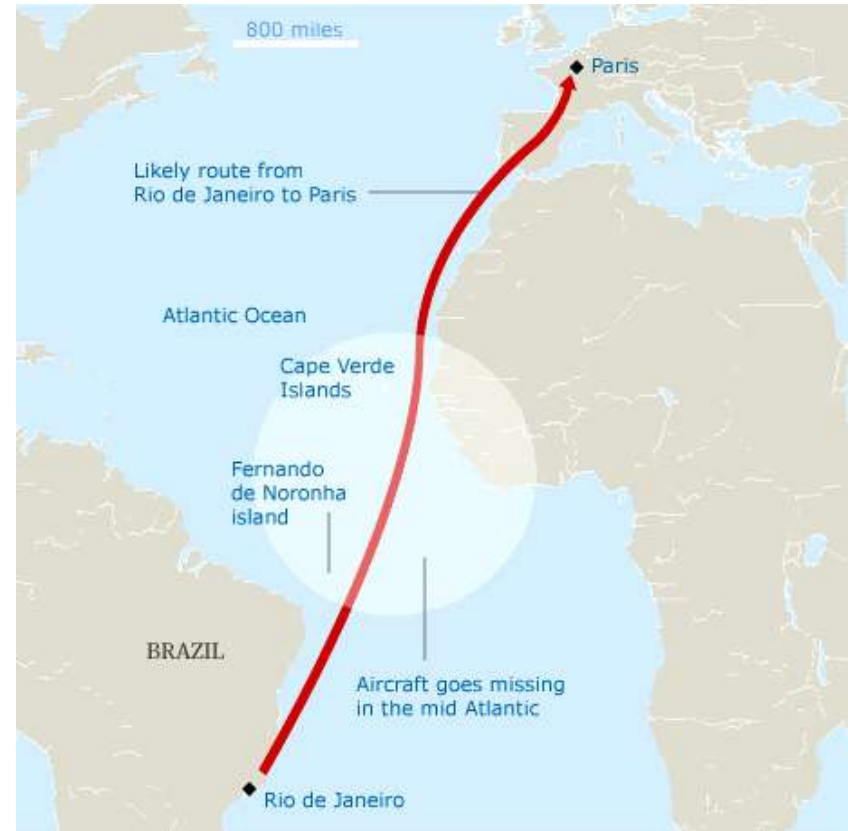 800 miles
Paris
Likely route from
Rio de Janeiro to Paris
Atlantic Ocean
Cape Verde
Islands
Fernando
de Noronha
island
BRAZIL
Aircraft goes missing
in the mid Atlantic
Rio de Janeiro